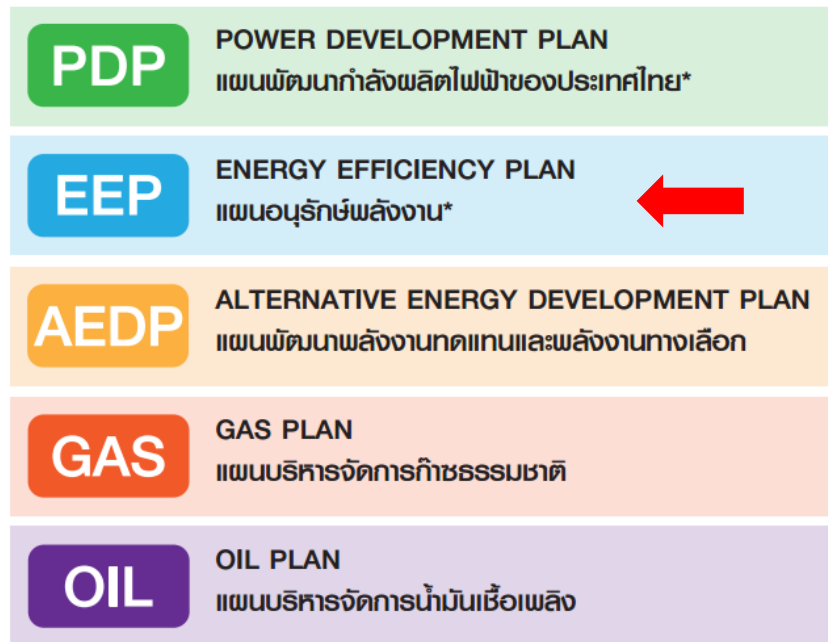 PDP
POWER DEVELOPMENT PLAN
แผนพัฒนากำลังผลิตไฟฟ้าของประเทศไทย*
EEP
ENERGY EFFICIENCY PLAN
แผนอนุรักษ์พลังงาน*
AEDP
ALTERNATIVE ENERGY DEVELOPMENT PLAN
แผนพัฒนาพลังงานทดแทนและพลังงานทางเลือก
GAS
GAS PLAN
แผนบริหารจัดการก๊าซธรรมชาติ
OIL
OIL PLAN
แผนบริหารจัดการน้ำมันเชื้อเพลิง